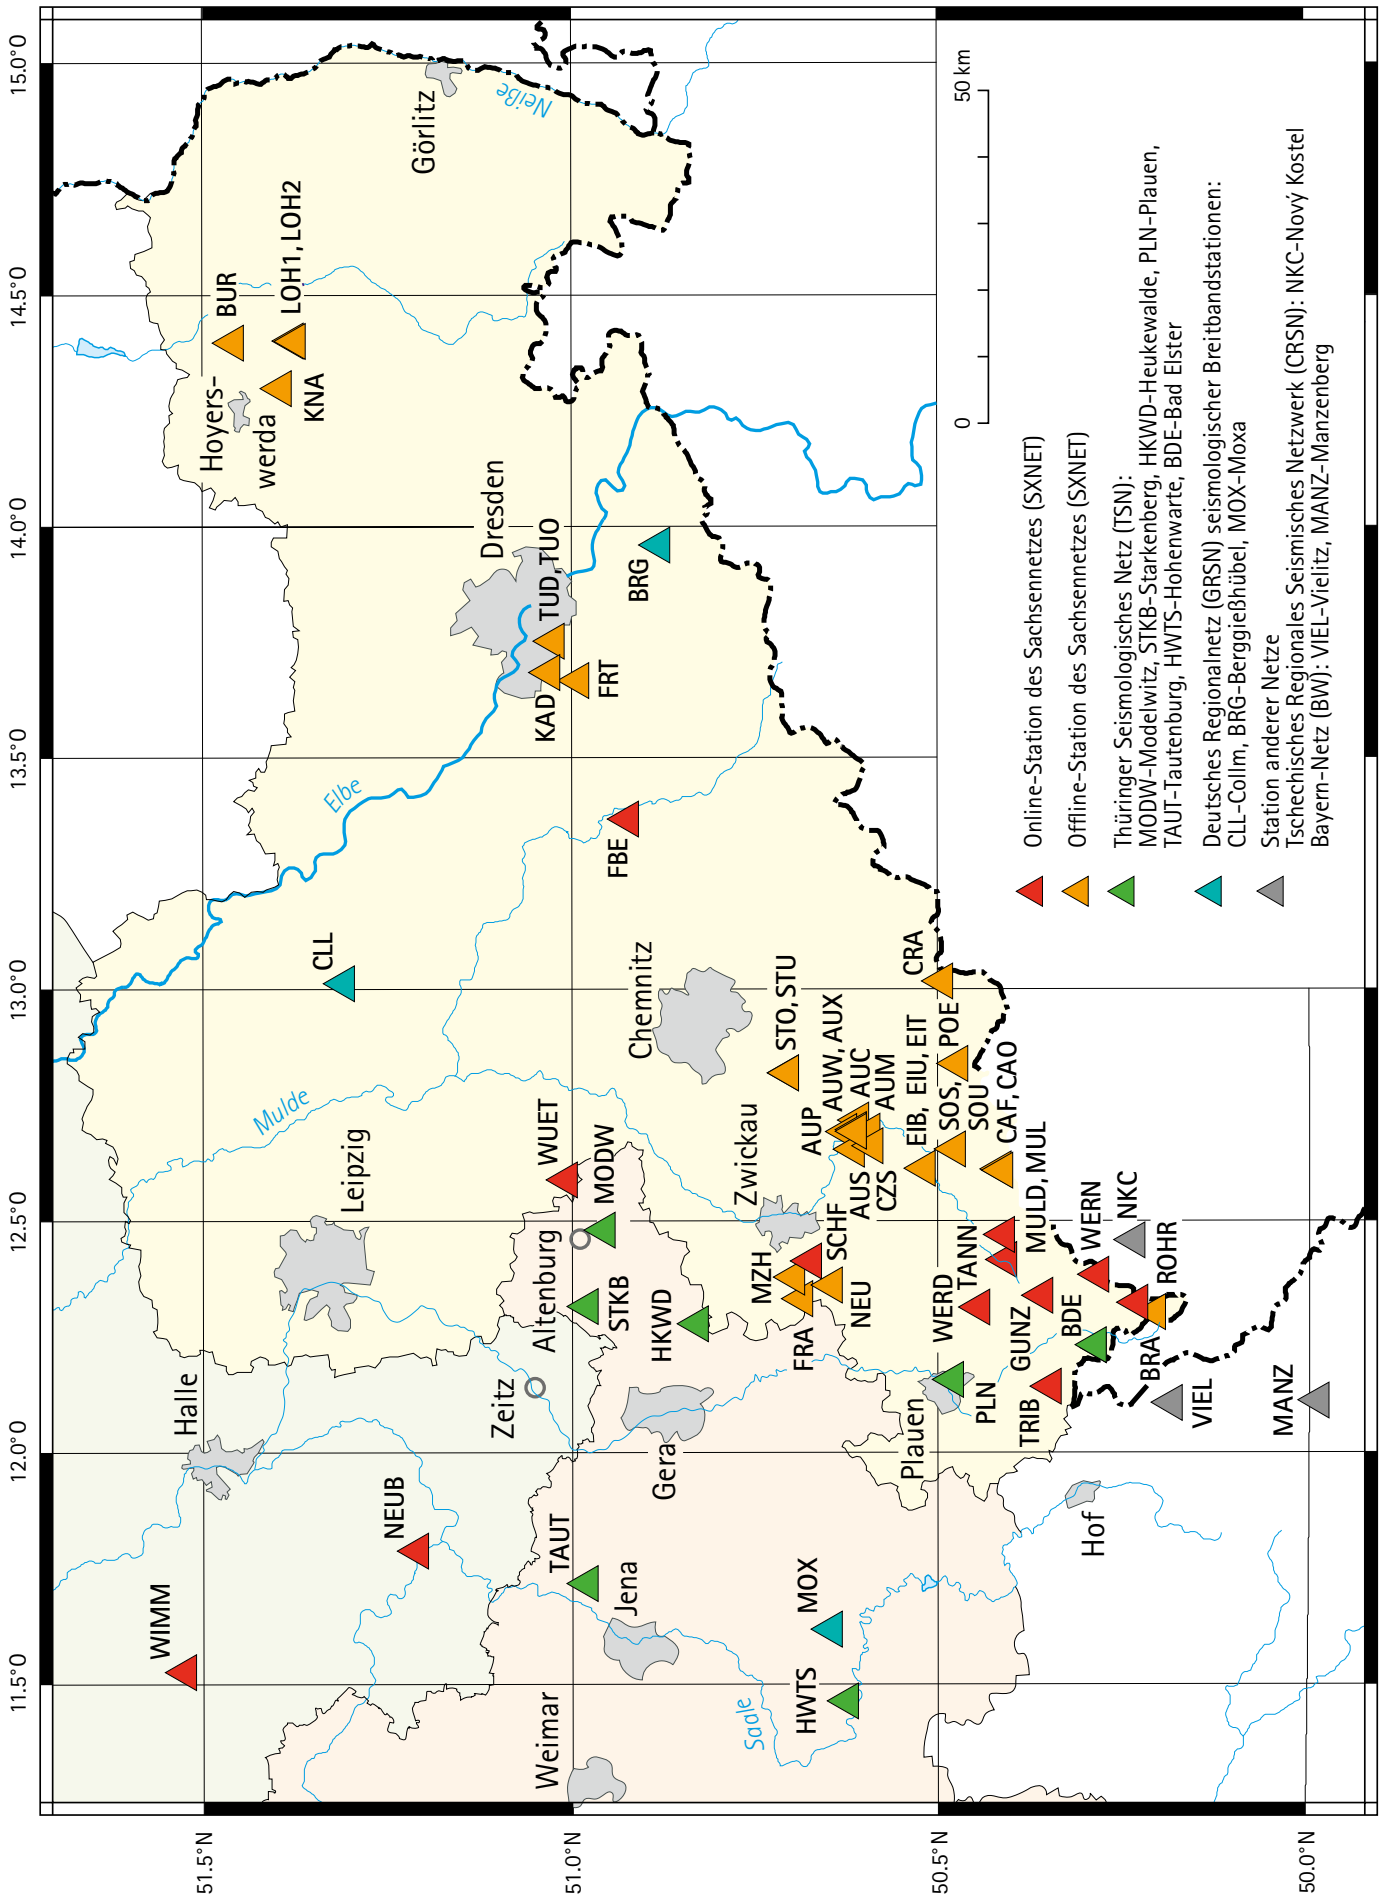 11.5°O
12.0°O
12.5°O
13.0°O
13.5°O
14.0°O
14.5°O
15.0°O
51.5°N
51.0°N
50.5°N
50.0°N
WIMM
NEUB
Halle
Leipzig
Mulde
CLL
Elbe
Hoyers-
werda
BUR
KNA
LOH1, LOH2
Görlitz
Neiße
Weimar
TAUT
Jena
Zeitz
Altenburg
STKB
WUET
MODW
HKWD
Gera
Chemnitz
FBE
KAD
FRT
TUD, TUO
Dresden
BRG
Saale
HWTS
MOX
Zwickau
MZH
FRA
SCHF
NEU
AUP
AUS
CZS
AUW, AUX
AUC
AUM
STO, STU
EIB, EIU, EIT
SOS,
SOU
POE
CRA
CAF, CAO
Plauen
PLN
WERD
TANN
MULD, MUL
GUNZ
TRIB
BDE
WERN
NKC
BRA
ROHR
VIEL
MANZ
Hof
0
50 km
Online-Station des Sachsennetzes (SXNET)
Offline-Station des Sachsennetzes (SXNET)
Thüringer Seismologisches Netz (TSN):
MODW-Modelwitz, STKB-Starkenberg, HKWD-Heukewalde, PLN-Plauen,
TAUT-Tautenburg, HWTS-Hohenwarte, BDE-Bad Elster
Deutsches Regionalnetz (GRSN) seismologischer Breitbandstationen:
CLL-Collm, BRG-Bergießhübel, MOX-Moxa
Station anderer Netze
Tschechisches Regionales Seismisches Netzwerk (CRSN): NKC-Nový Kostel
Bayern-Netz (BW): VIEL-Vielitz, MANZ-Manzenberg